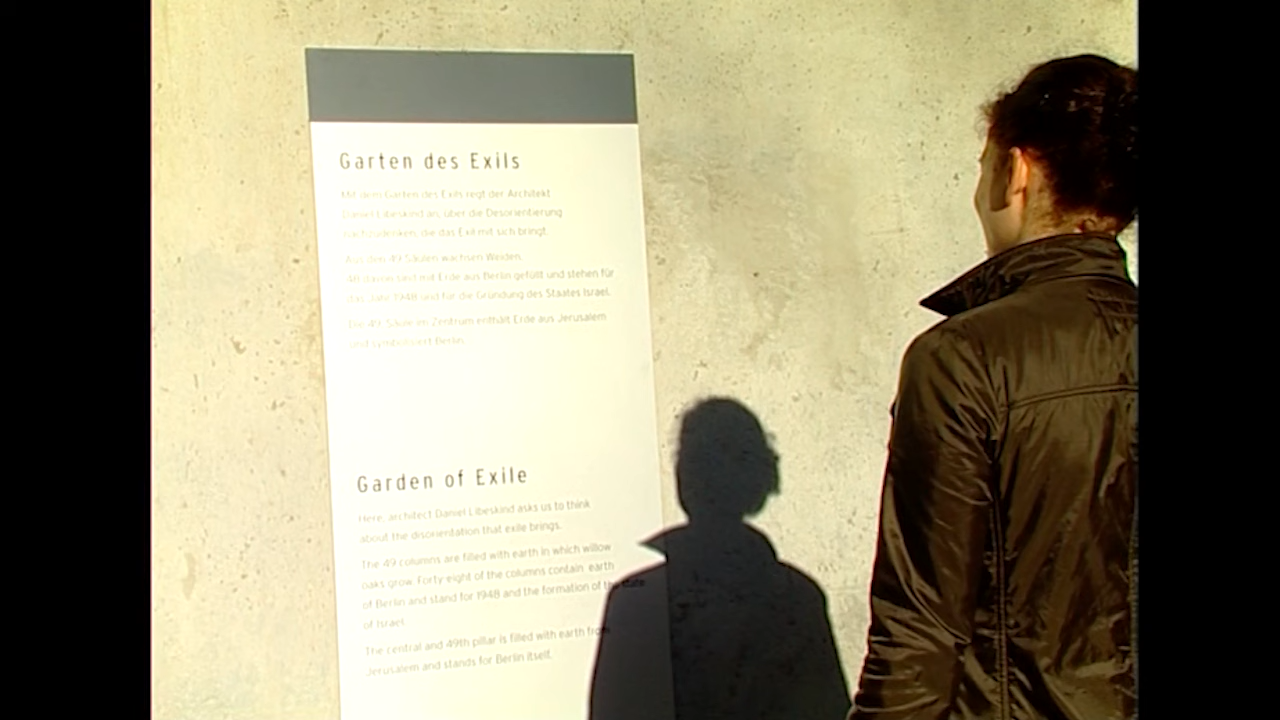 Garten des Exils
Mit dem Garten des Exils regt der Architekt
Daniel Libeskind an, über die Desorientierung
nachzudenken, die das Exil mit sich bringt.
Aus den 49 Säulen wachsen Weiden.
48 davon sind mit Erde aus Berlin gefüllt und stehen für
das Jahr 1948 und für die Gründung des Staates Israel.
Die 49. Säule im Zentrum enthält Erde aus Jerusalem
und symbolisiert Berlin.
Garden of Exile
Here, architect Daniel Libeskind asks us to think
about the disorientation that exile brings.
The 49 columns are filled with earth in which willow
oaks grow. Forty-eight of the columns contain earth
of Berlin and stand for 1948 and the formation of the state
of Israel.
The central and 49th pillar is filled with earth from
Jerusalem and stands for Berlin itself.